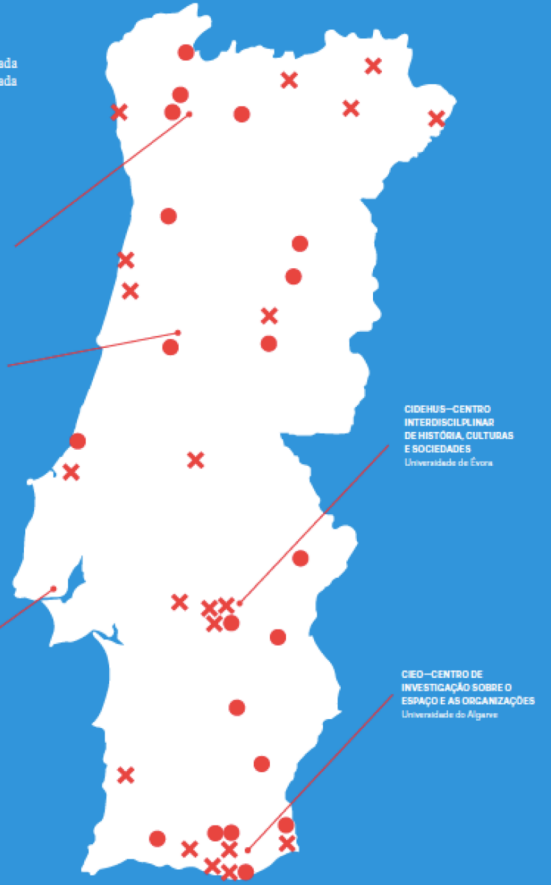 CIDEHUS—CENTRO
INTERDISCILPLINAR
DE HISTÓRIA, CULTURAS
E SOCIEDADES
Universidade de Évora
CIEO—CENTRO DE
INVESTIGAÇÃO SOBRE O
ESPAÇO E AS ORGANIZAÇÕES
Universidade do Algarve